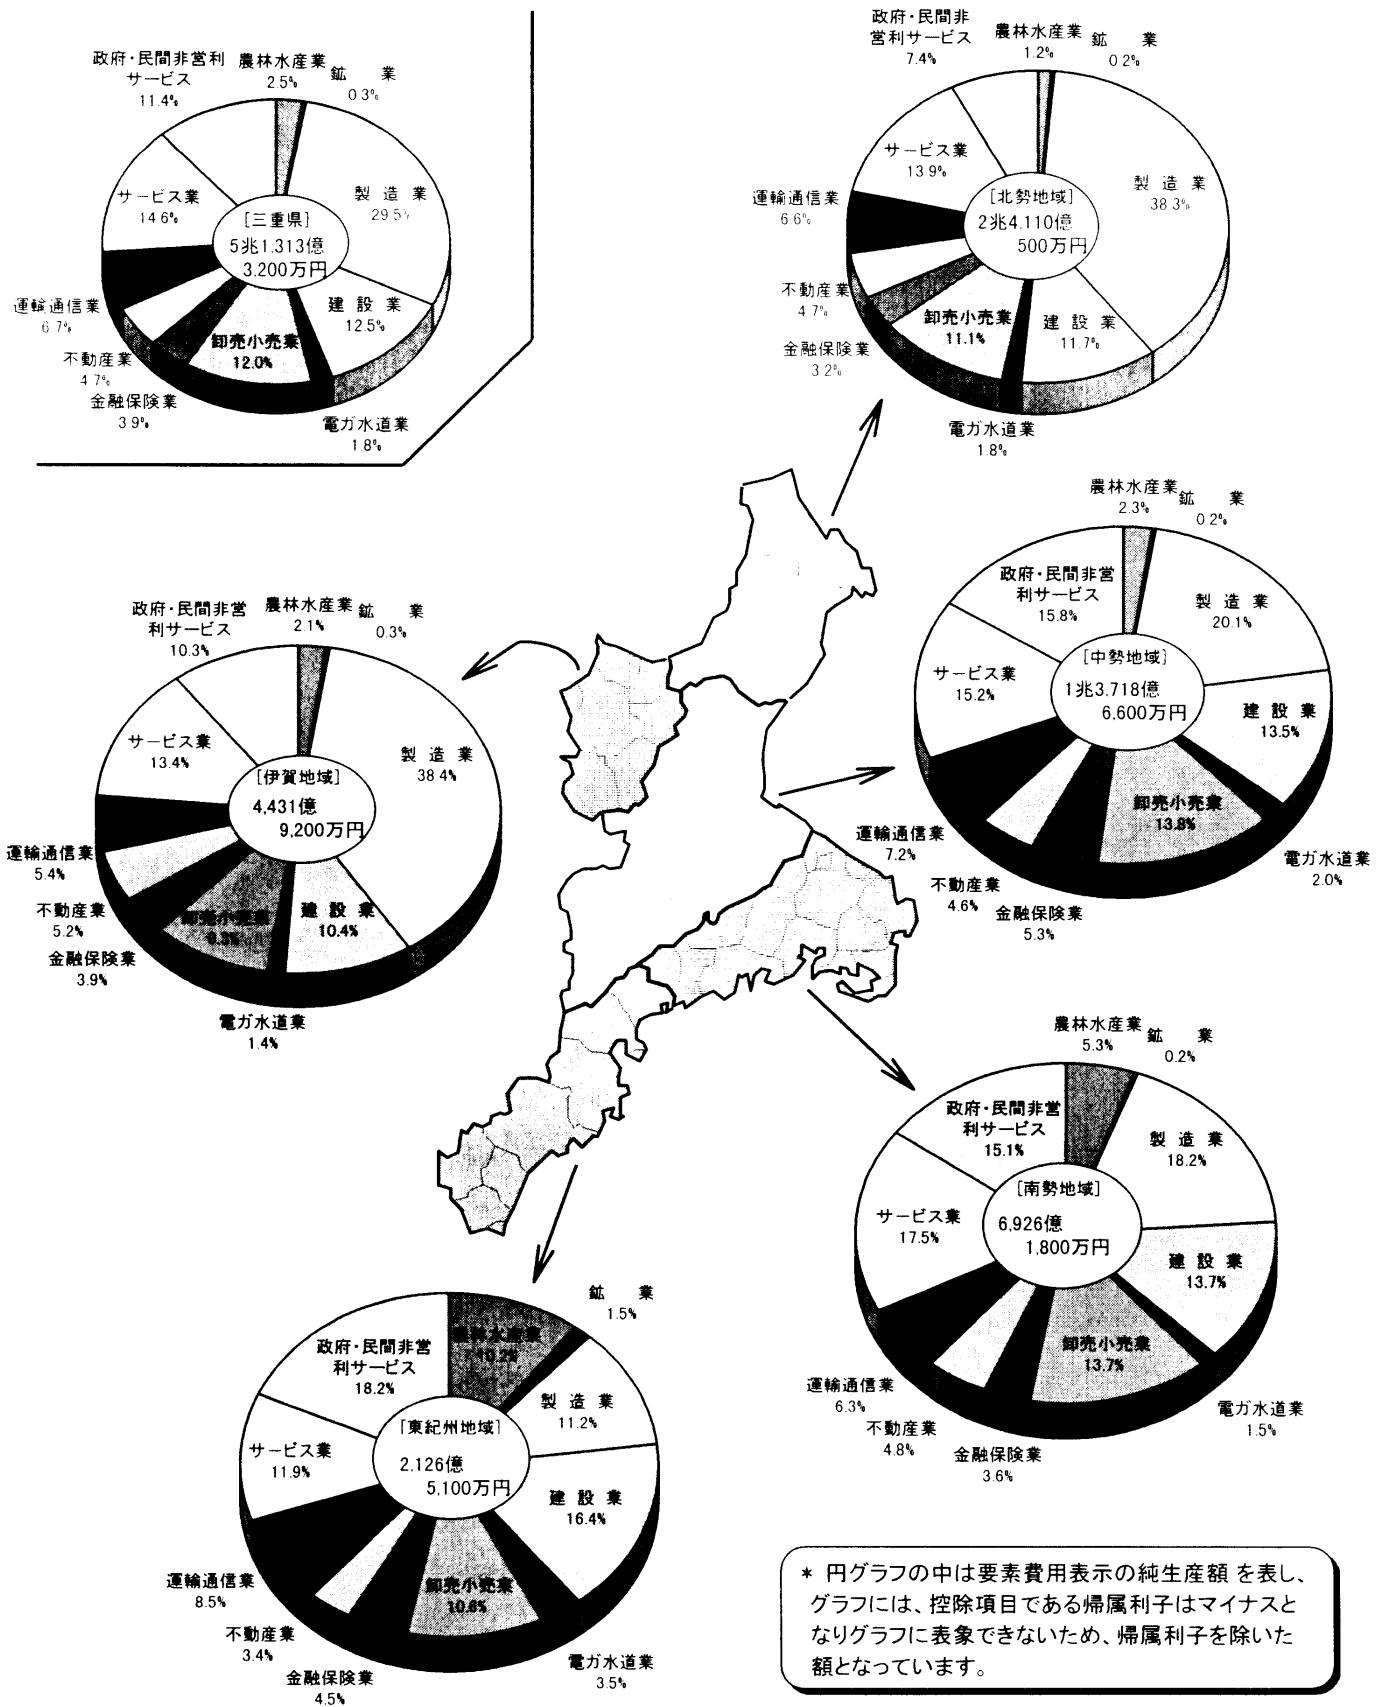 政府・民間非営利
サービス
11.4%
農林水産業
2.5%
鉱　業
0.3%
製 造 業
29.5%
建 設 業
12.5%
電ガ水道業
1.8%
卸売小売業
12.0%
金融保険業
3.9%
不動産業
4.7%
運輸通信業
6.7%
サービス業
14.6%
[三重県]
5兆1,313億
3,200万円
政府・民間非
営利サービス
7.4%
農林水産業
1.2%
鉱　業
0.2%
製 造 業
38.3%
建 設 業
11.7%
電ガ水道業
1.8%
卸売小売業
11.1%
金融保険業
3.2%
不動産業
4.7%
運輸通信業
6.6%
サービス業
13.9%
[北勢地域]
2兆4,110億
500万円
農林水産業
2.3%
鉱　業
0.2%
政府・民間非営
利サービス
15.8%
製 造 業
20.1%
建 設 業
13.5%
電ガ水道業
2.0%
卸売小売業
13.8%
金融保険業
5.3%
不動産業
4.6%
運輸通信業
7.2%
サービス業
15.2%
[中勢地域]
1兆3,718億
6,600万円
政府・民間非営
利サービス
10.3%
農林水産業
2.1%
鉱　業
0.3%
製 造 業
38.4%
建 設 業
10.4%
電ガ水道業
1.4%
卸売小売業
9.3%
金融保険業
3.9%
不動産業
5.2%
運輸通信業
5.4%
サービス業
13.4%
[伊賀地域]
4,431億
9,200万円
農林水産業
5.3%
鉱　業
0.2%
政府・民間非営
利サービス
15.1%
製 造 業
18.2%
建 設 業
13.7%
電ガ水道業
1.5%
卸売小売業
13.7%
金融保険業
3.6%
不動産業
4.8%
運輸通信業
6.3%
サービス業
17.5%
[南勢地域]
6,926億
1,800万円
農林水産業
10.2%
鉱　業
1.5%
政府・民間非営
利サービス
18.2%
製 造 業
11.2%
建 設 業
16.4%
電ガ水道業
3.5%
卸売小売業
10.6%
金融保険業
4.5%
不動産業
3.4%
運輸通信業
8.5%
サービス業
11.9%
[東紀州地域]
2,126億
5,100万円
* 円グラフの中は要素費用表示の純生産額 を表し、
グラフには、控除項目である帰属利子はマイナスと
なりグラフに表象できないため、帰属利子を除いた
額となっています。